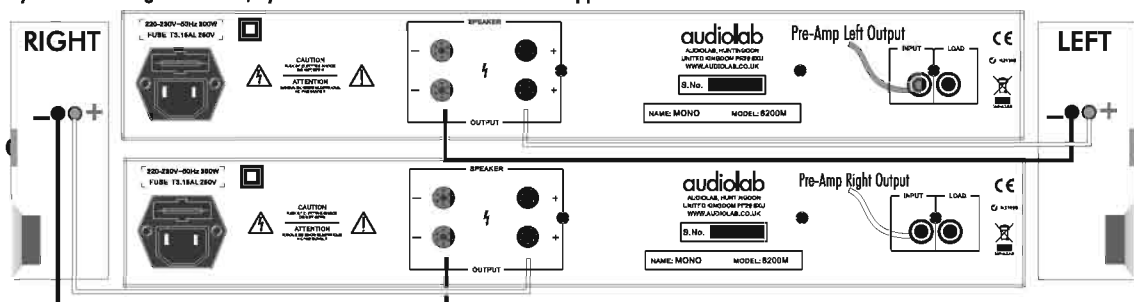 RIGHT
LEFT
220-230V~50Hz 300W
FUSE T3.15AL 250V
CAUTION
ATTENTION
SPEAKER
−
+
−
+
OUTPUT
audiolab
AUDIOLAB, HUNTINGDON
UNITED KINGDOM PE29 6XU
WWW.AUDIOLAB.CO.UK
S.No.
NAME: MONO
MODEL: 8200M
Pre-Amp Left Output
INPUT
LOAD
CE
− +
− +
220-230V~50Hz 300W
FUSE T3.15AL 250V
CAUTION
ATTENTION
SPEAKER
−
+
−
+
OUTPUT
audiolab
AUDIOLAB, HUNTINGDON
UNITED KINGDOM PE29 6XU
WWW.AUDIOLAB.CO.UK
S.No.
NAME: MONO
MODEL: 8200M
Pre-Amp Right Output
INPUT
LOAD
CE